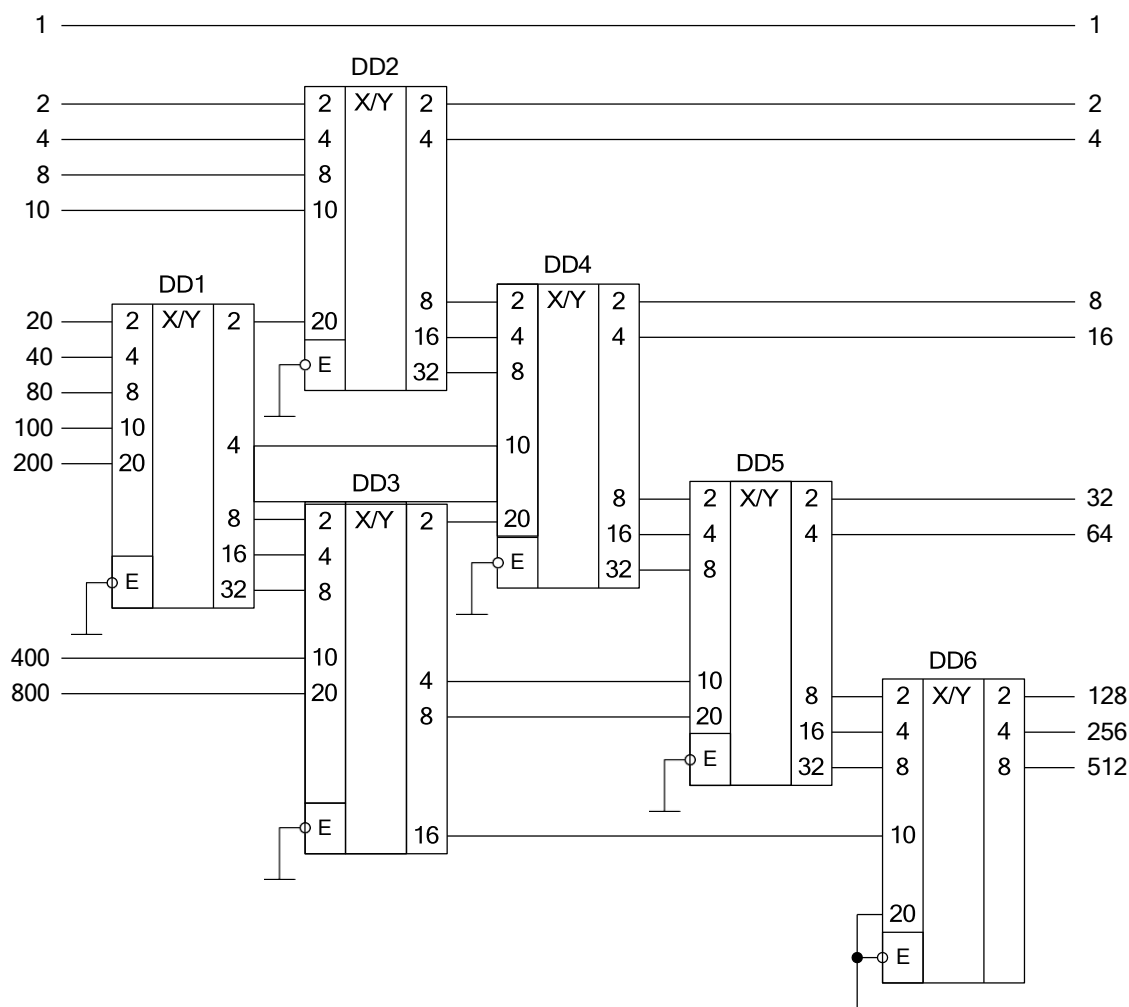 1 1
DD2
2 2 X/Y 2 2
4 4 4 4
8 8
10 10
DD4
DD1
8 2 X/Y 2 8
20 2 X/Y 2 20
16 4 4 16
40 4
E
32 8
80 8
100 10
4 10
200 20
DD5
DD3
8 2 X/Y 2 32
8 2 X/Y 2 20
16 4 4 64
16 4
E
32 8
E
32 8
400 10
DD6
4 10
800 20
8 2 X/Y 2 128
8 20
16 4 4 256
E
32 8 8 512
E
16 10
20
E